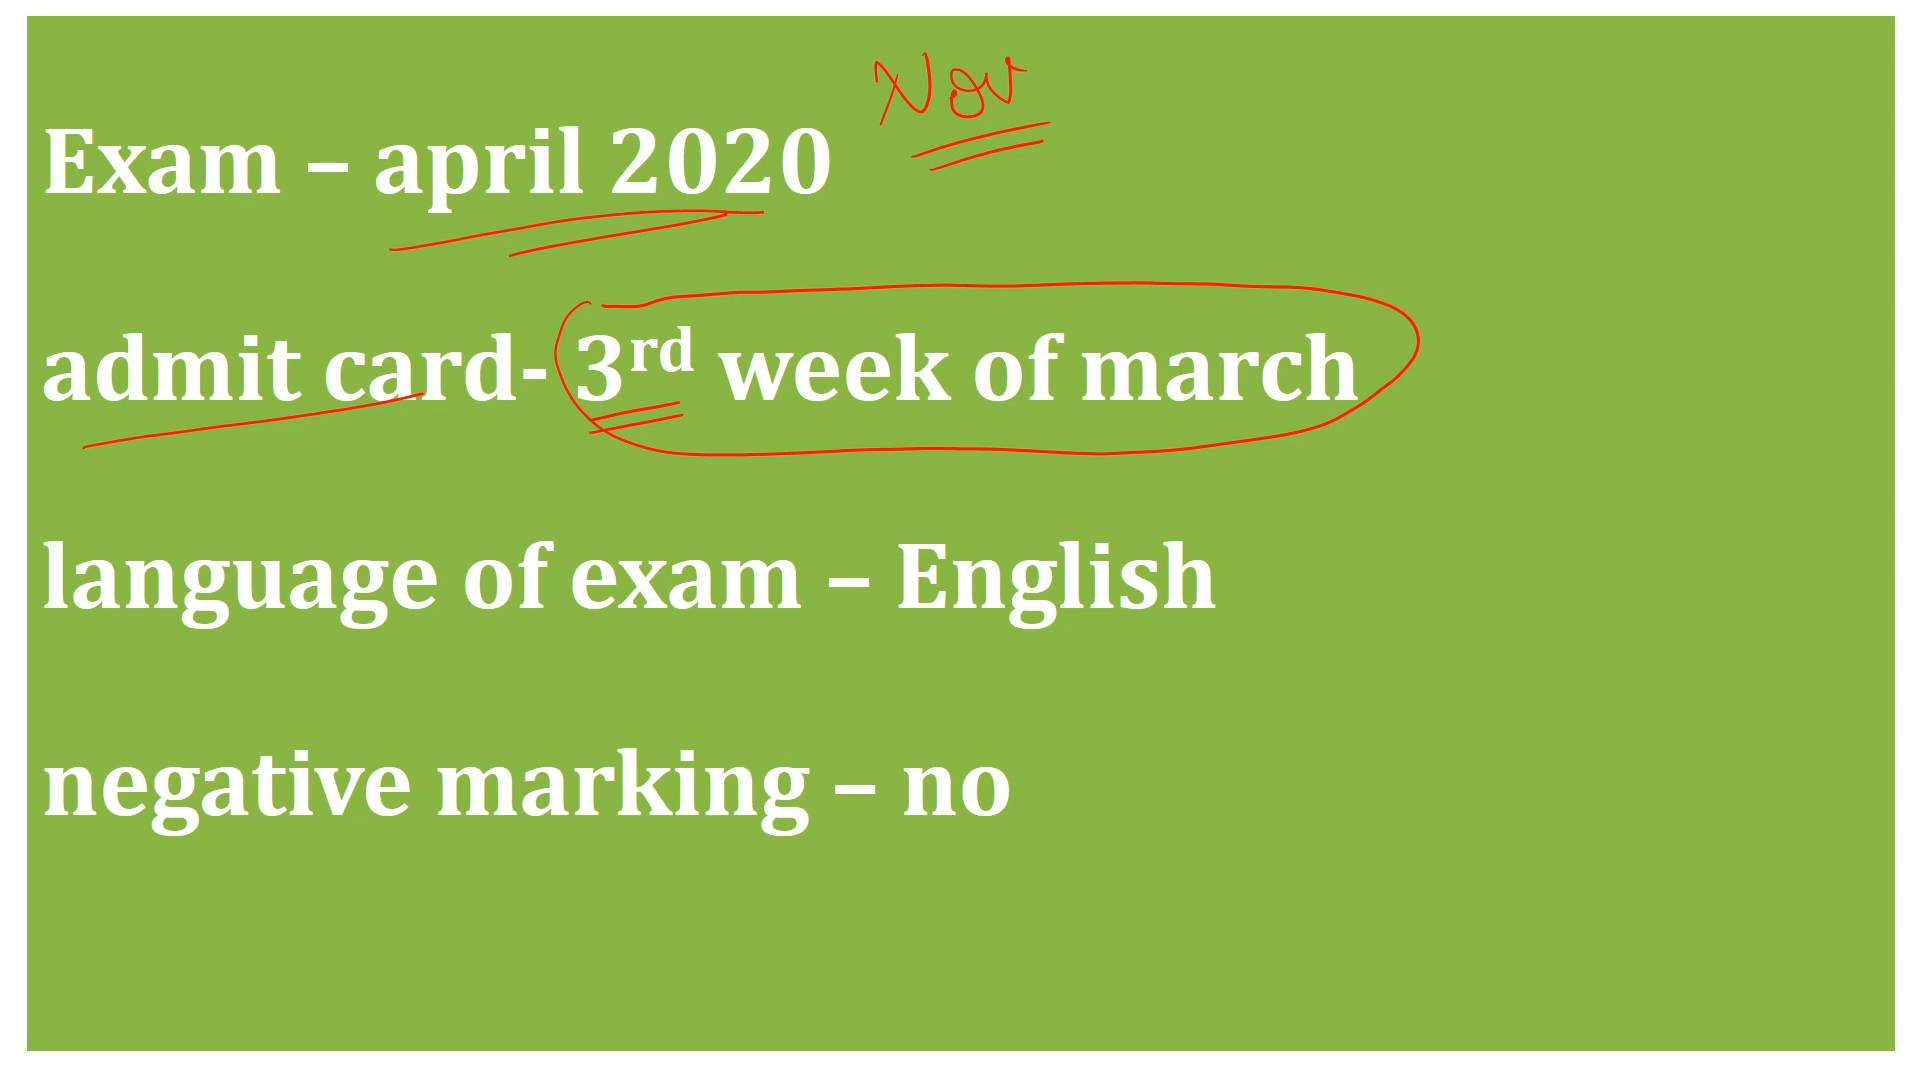 Nov
Exam – april 2020
admit card- 3rd week of march
language of exam – English
negative marking – no